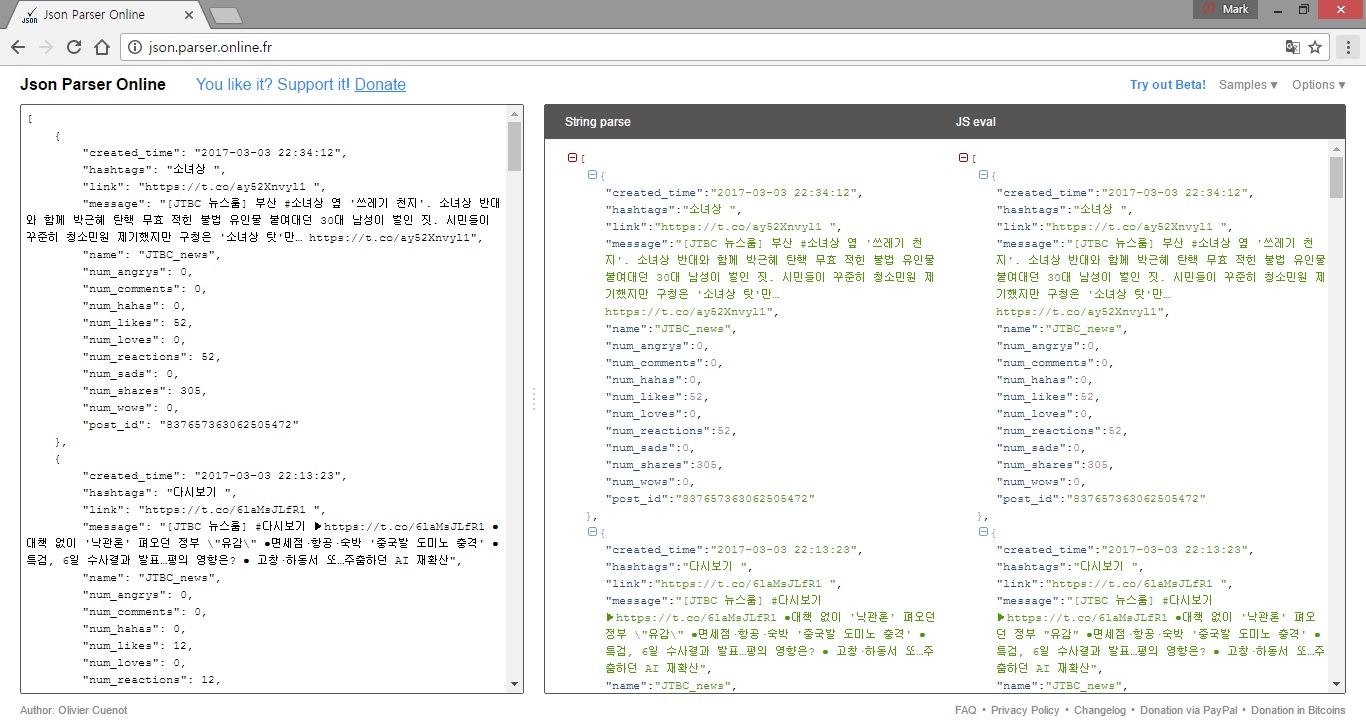 Json Parser Online
Mark
json.parser.online.fr
Json Parser Online
You like it? Support it! Donate
Try out Beta! Samples ▼ Options ▼
[
{
"created_time": "2017-03-03 22:34:12",
"hashtags": "소녀상 ",
"link": "https://t.co/ay52Xnvyl1 ",
"message": "[JTBC 뉴스룸] 부산 #소녀상 옆 '쓰레기 천지'. 소녀상 반대
와 함께 박근혜 탄핵 무효 적힌 불법 유인물 붙여대던 30대 남성이 벌인 짓. 시민들이
꾸준히 청소민원 제기했지만 구청은 '소녀상 탓'만… https://t.co/ay52Xnvyl1",
"name": "JTBC_news",
"num_angrys": 0,
"num_comments": 0,
"num_hahas": 0,
"num_likes": 52,
"num_loves": 0,
"num_reactions": 52,
"num_sads": 0,
"num_shares": 305,
"num_wows": 0,
"post_id": "837657363062505472"
},
{
"created_time": "2017-03-03 22:13:23",
"hashtags": "다시보기 ",
"link": "https://t.co/6laMsJLfR1 ",
"message": "[JTBC 뉴스룸] #다시보기 ▶https://t.co/6laMsJLfR1 ●
대책 없이 '낙관론' 펴오던 정부 \"유감\" ●면세점·항공·숙박 '중국발 도미노 충격' ●
특검, 6일 수사결과 발표…평의 영향은? ● 고창·하동서 또…주춤하던 AI 재확산",
"name": "JTBC_news",
"num_angrys": 0,
"num_comments": 0,
"num_hahas": 0,
"num_likes": 12,
"num_loves": 0,
"num_reactions": 12,
String parse
[
{
"created_time":"2017-03-03 22:34:12",
"hashtags":"소녀상 ",
"link":"https://t.co/ay52Xnvyl1 ",
"message":"[JTBC 뉴스룸] 부산 #소녀상 옆 '쓰레기 천
지'. 소녀상 반대와 함께 박근혜 탄핵 무효 적힌 불법 유인물
붙여대던 30대 남성이 벌인 짓. 시민들이 꾸준히 청소민원 제
기했지만 구청은 '소녀상 탓'만…
https://t.co/ay52Xnvyl1",
"name":"JTBC_news",
"num_angrys":0,
"num_comments":0,
"num_hahas":0,
"num_likes":52,
"num_loves":0,
"num_reactions":52,
"num_sads":0,
"num_shares":305,
"num_wows":0,
"post_id":"837657363062505472"
},
{
"created_time":"2017-03-03 22:13:23",
"hashtags":"다시보기 ",
"link":"https://t.co/6laMsJLfR1 ",
"message":"[JTBC 뉴스룸] #다시보기
▶https://t.co/6laMsJLfR1 ●대책 없이 '낙관론' 펴오던
정부 \"유감\" ●면세점·항공·숙박 '중국발 도미노 충격' ●
특검, 6일 수사결과 발표…평의 영향은? ● 고창·하동서 또…주
춤하던 AI 재확산",
"name":"JTBC_news",
JS eval
[
{
"created_time":"2017-03-03 22:34:12",
"hashtags":"소녀상 ",
"link":"https://t.co/ay52Xnvyl1 ",
"message":"[JTBC 뉴스룸] 부산 #소녀상 옆 '쓰레기 천
지'. 소녀상 반대와 함께 박근혜 탄핵 무효 적힌 불법 유인물
붙여대던 30대 남성이 벌인 짓. 시민들이 꾸준히 청소민원 제
기했지만 구청은 '소녀상 탓'만…
https://t.co/ay52Xnvyl1",
"name":"JTBC_news",
"num_angrys":0,
"num_comments":0,
"num_hahas":0,
"num_likes":52,
"num_loves":0,
"num_reactions":52,
"num_sads":0,
"num_shares":305,
"num_wows":0,
"post_id":"837657363062505472"
},
{
"created_time":"2017-03-03 22:13:23",
"hashtags":"다시보기 ",
"link":"https://t.co/6laMsJLfR1 ",
"message":"[JTBC 뉴스룸] #다시보기
▶https://t.co/6laMsJLfR1 ●대책 없이 '낙관론' 펴오
던 정부 "유감" ●면세점·항공·숙박 '중국발 도미노 충격' ●
특검, 6일 수사결과 발표…평의 영향은? ● 고창·하동서 또…주
춤하던 AI 재확산",
"name":"JTBC_news",
Author: Olivier Cuenot
FAQ • Privacy Policy • Changelog • Donation via PayPal • Donation in Bitcoins